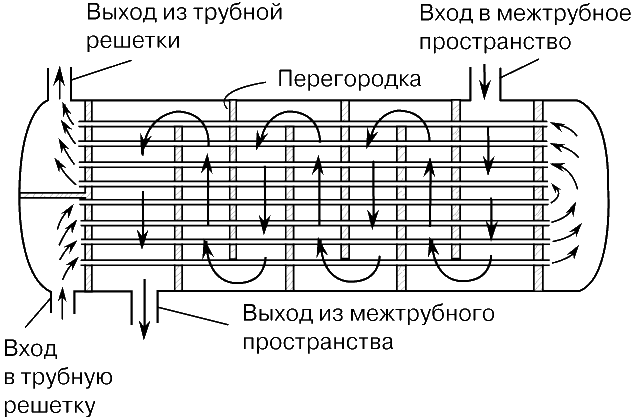 Выход из трубной
решетки
Вход в межтрубное
пространство
Перегородка
Выход из межтрубного
пространства
Вход
в трубную
решетку